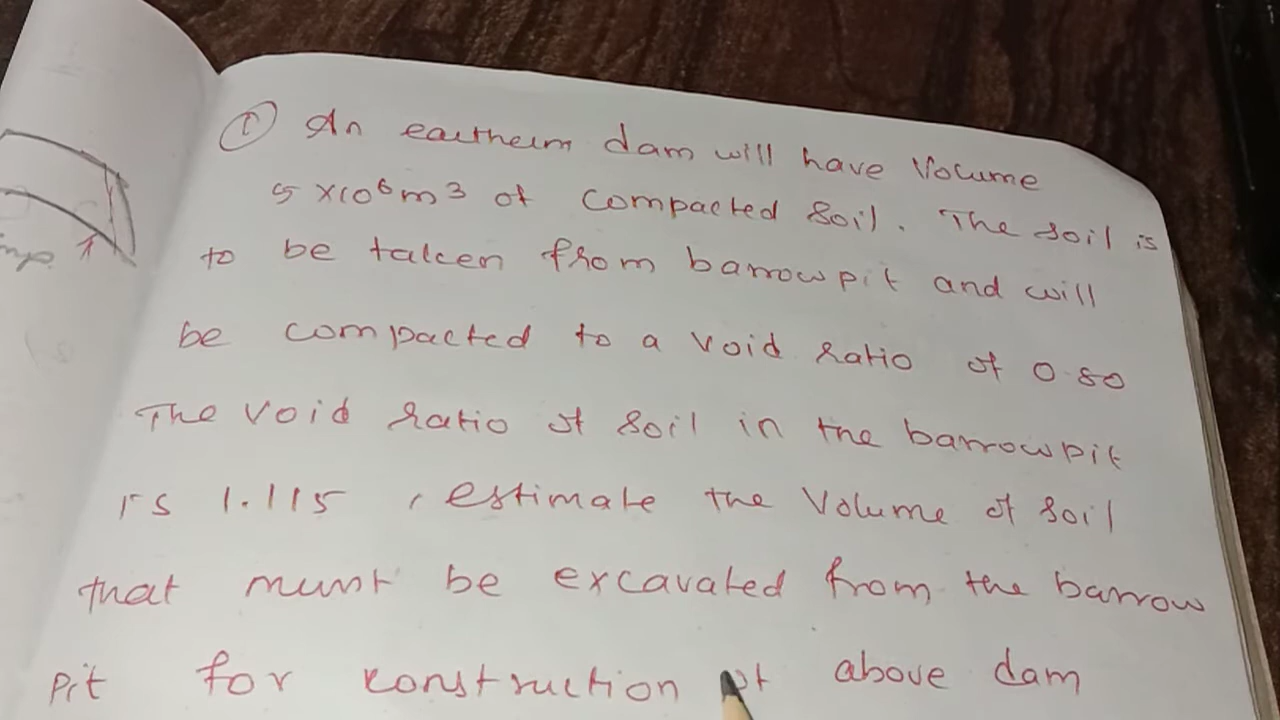 ① An eauthern dam will have Volume
5 x10⁶m³ of compacted Soil. The soil is
to be taken from barrowpit and will
be compacted to a void ratio of 0.80
The void ratio of soil in the barrowpit
is 1.115 , estimate the Volume of soil
that must be excavated from the barrow
pit for construction of above dam